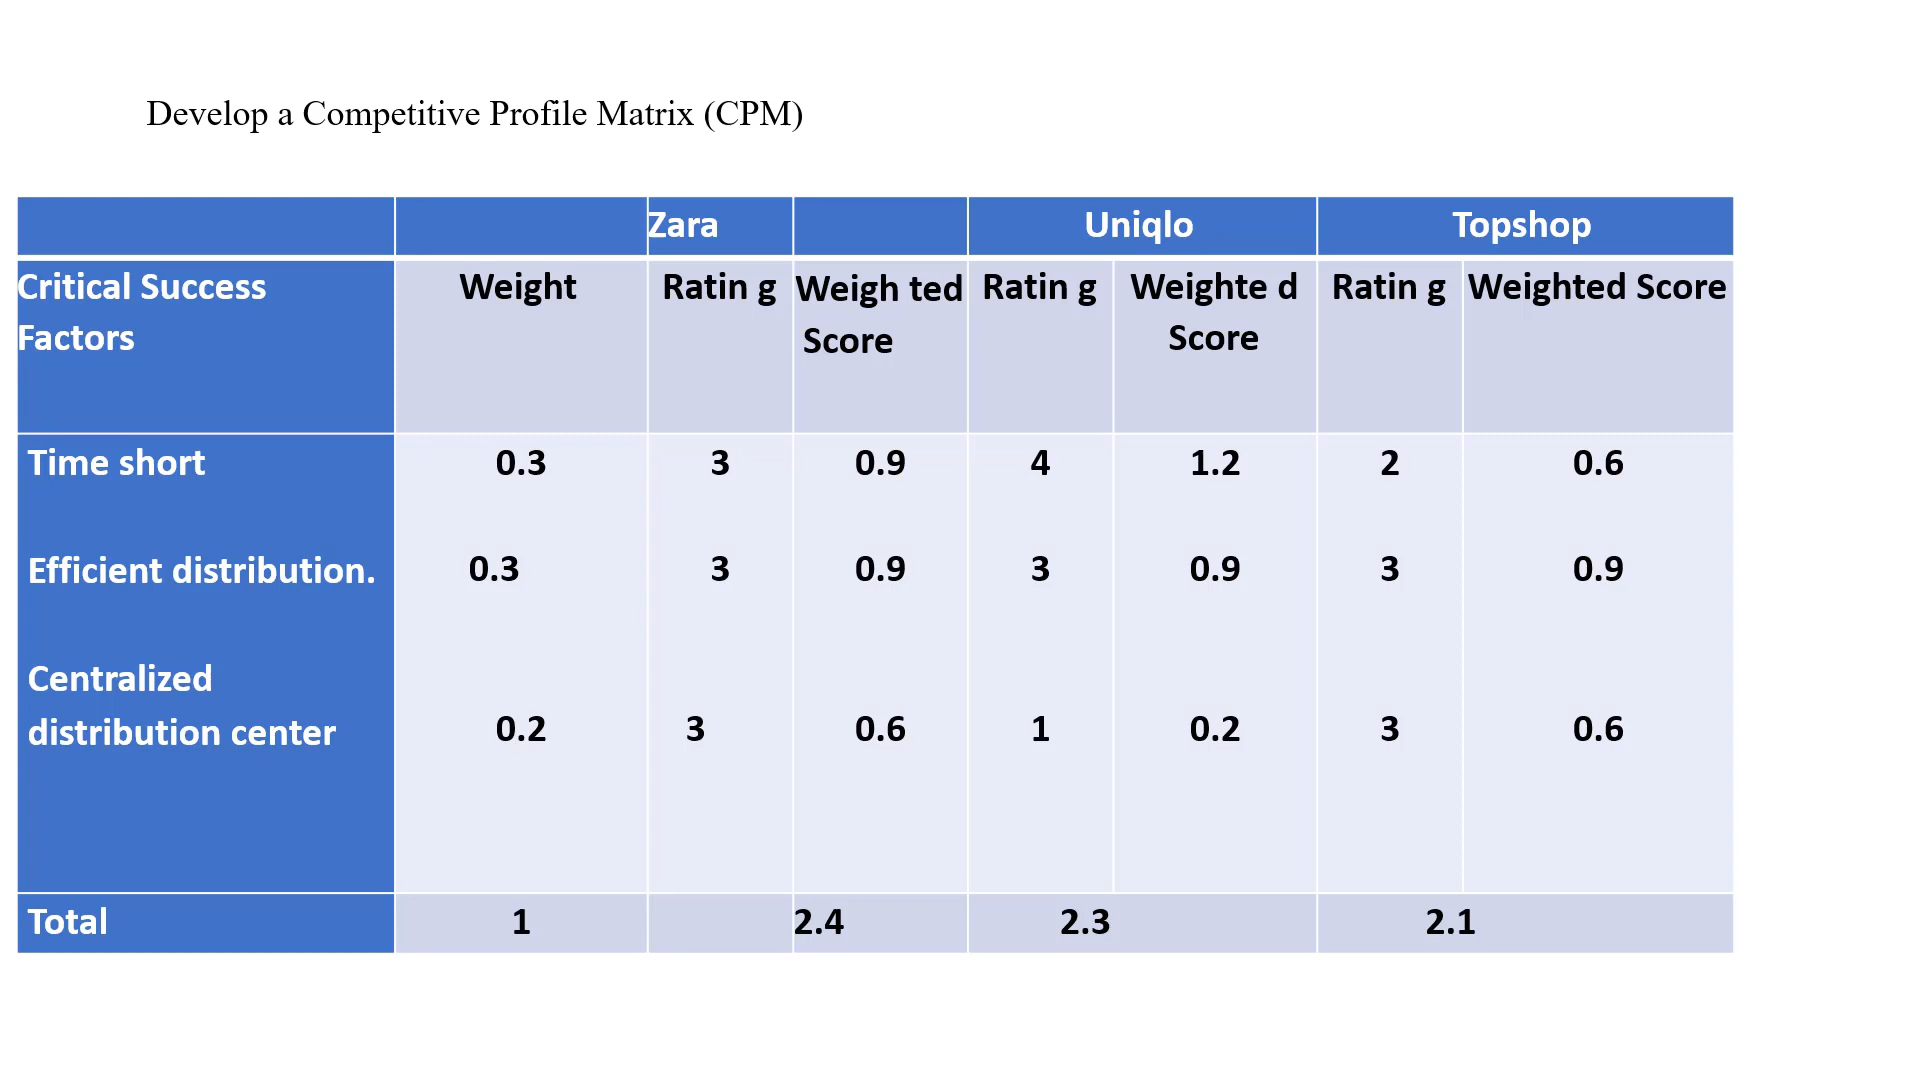 Develop a Competitive Profile Matrix (CPM)
Zara Uniqlo Topshop
Critical Success Factors Weight Ratin g Weigh ted Score Ratin g Weighte d Score Ratin g Weighted Score
Time short 0.3 3 0.9 4 1.2 2 0.6
Efficient distribution. 0.3 3 0.9 3 0.9 3 0.9
Centralized
distribution center 0.2 3 0.6 1 0.2 3 0.6
Total 1 2.4 2.3 2.1